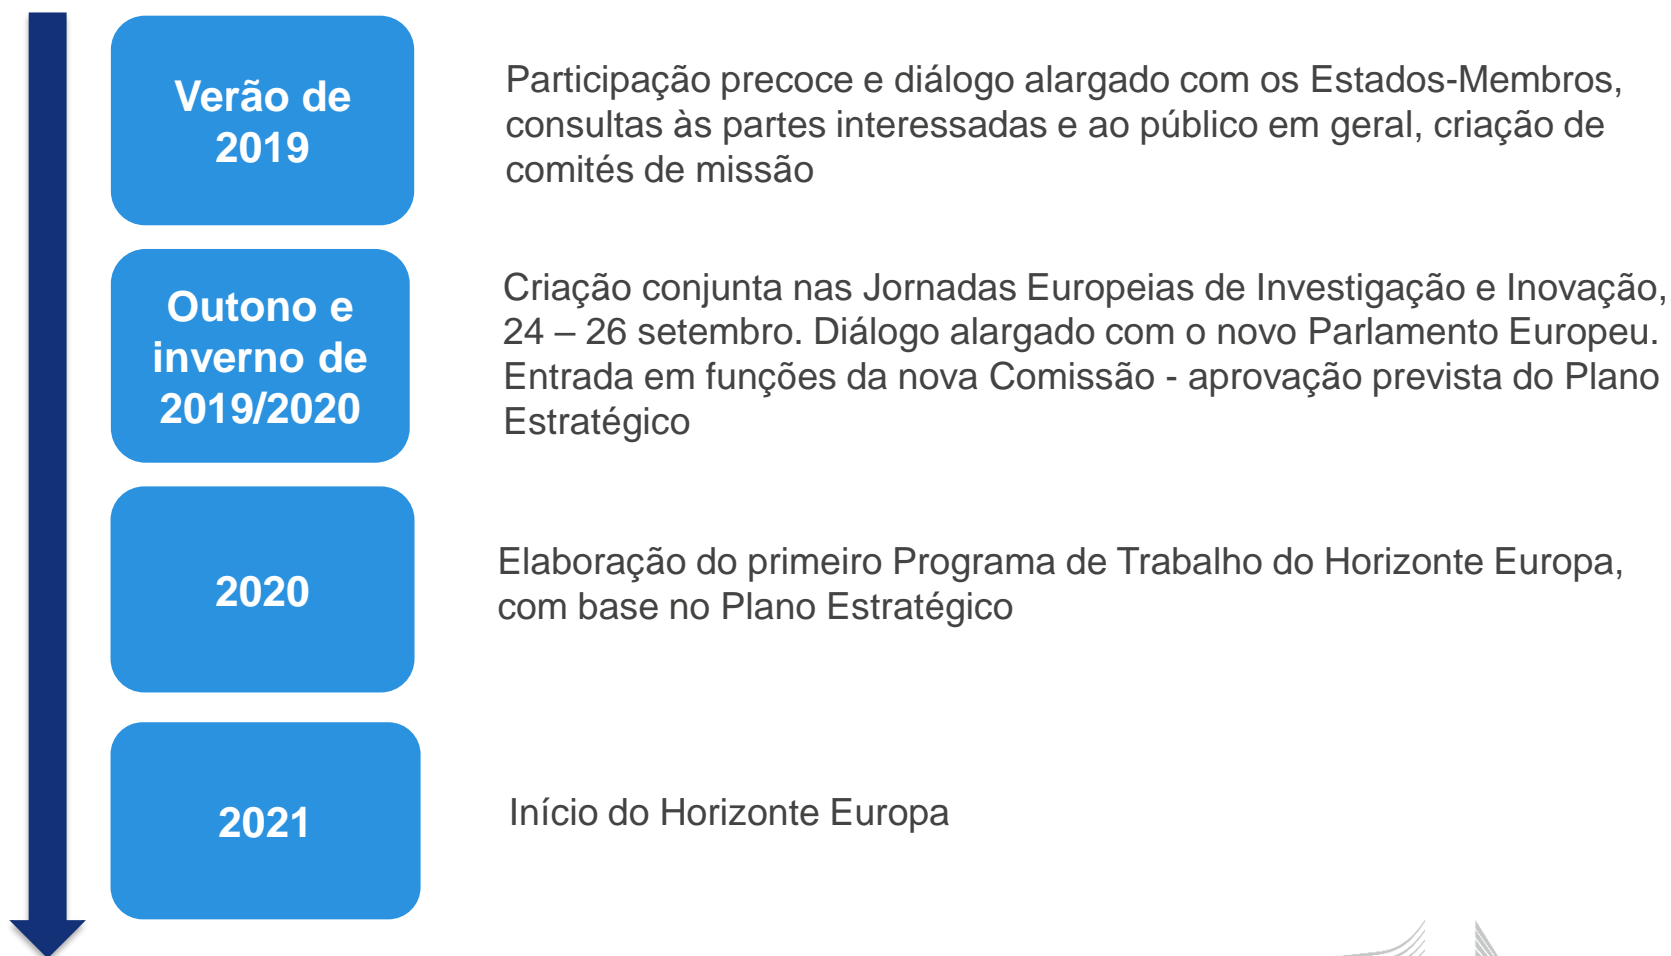 Verão de
2019
Participação precoce e diálogo alargado com os Estados-Membros,
consultas às partes interessadas e ao público em geral, criação de
comités de missão
Outono e
inverno de
2019/2020
Criação conjunta nas Jornadas Europeias de Investigação e Inovação,
24 – 26 setembro. Diálogo alargado com o novo Parlamento Europeu.
Entrada em funções da nova Comissão - aprovação prevista do Plano
Estratégico
2020
Elaboração do primeiro Programa de Trabalho do Horizonte Europa,
com base no Plano Estratégico
2021
Início do Horizonte Europa